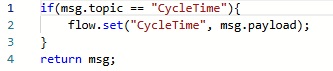 1 if(msg.topic == "CycleTime"){
2     flow.set("CycleTime", msg.payload);
3 }
4 return msg;